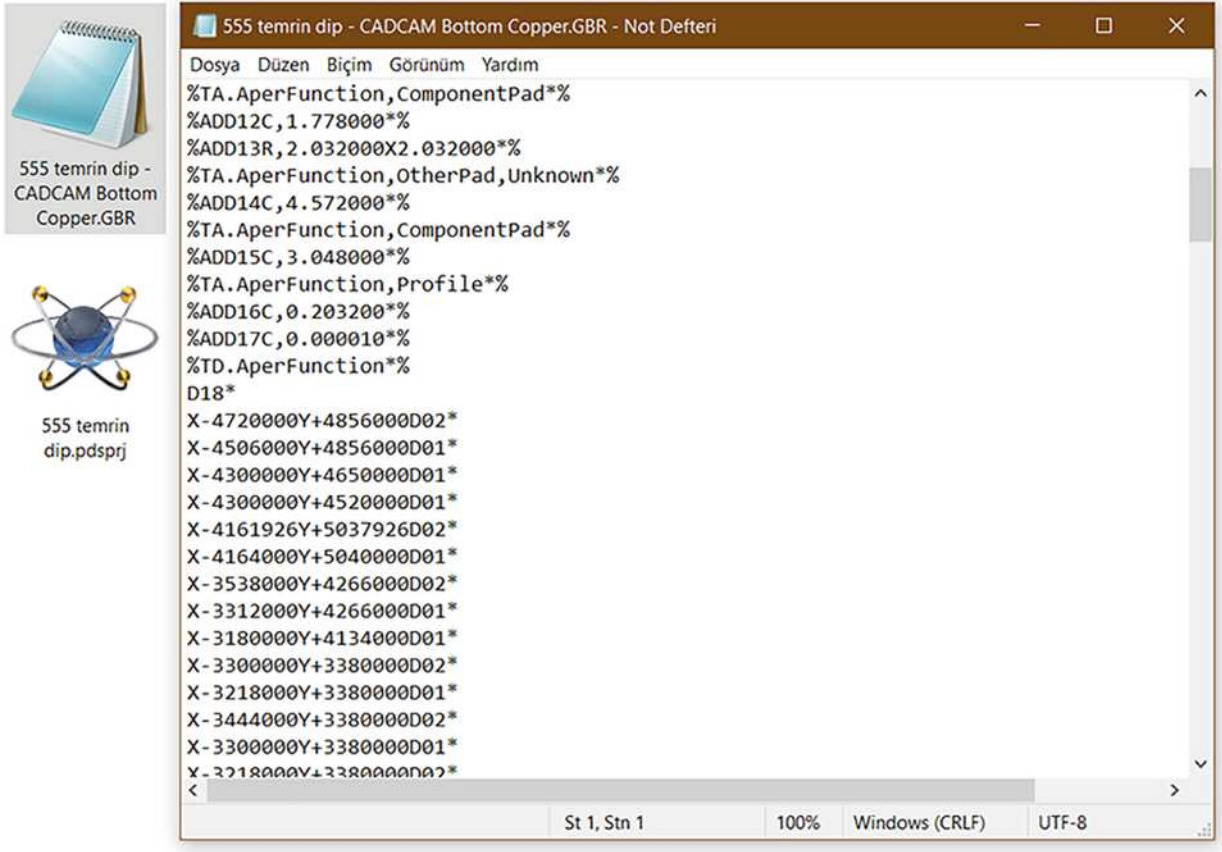 555 temrin dip -
CADCAM Bottom
Copper.GBR
555 temrin
dip.pdsprj
555 temrin dip - CADCAM Bottom Copper.GBR - Not Defteri
Dosya Düzen Biçim Görünüm Yardım
%TA.AperFunction,ComponentPad*%
%ADD12C,1.778000*%
%ADD13R,2.032000X2.032000*%
%TA.AperFunction,OtherPad,Unknown*%
%ADD14C,4.572000*%
%TA.AperFunction,ComponentPad*%
%ADD15C,3.048000*%
%TA.AperFunction,Profile*%
%ADD16C,0.203200*%
%ADD17C,0.000010*%
%TD.AperFunction*%
D18*
X-4720000Y+4856000D02*
X-4506000Y+4856000D01*
X-4300000Y+4650000D01*
X-4300000Y+4520000D01*
X-4161926Y+5037926D02*
X-4164000Y+5040000D01*
X-3538000Y+4266000D02*
X-3312000Y+4266000D01*
X-3180000Y+4134000D01*
X-3300000Y+3380000D02*
X-3218000Y+3380000D01*
X-3444000Y+3380000D02*
X-3300000Y+3380000D01*
X-3218000Y+3380000D02*
St 1, Stn 1 100% Windows (CRLF) UTF-8